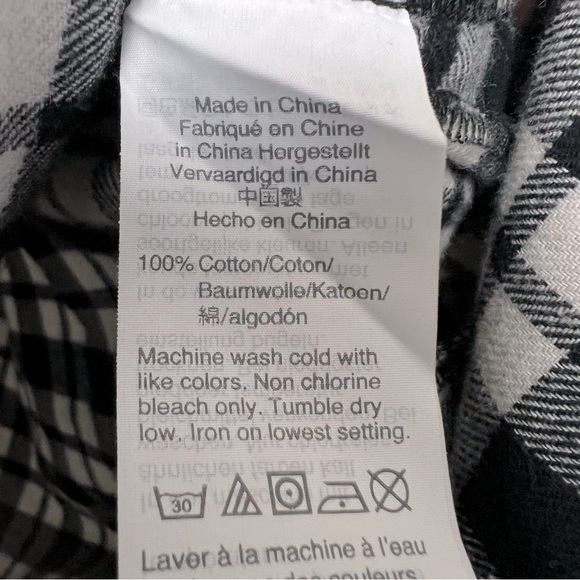 Made in China
Fabriqué en Chine
in China Hergestellt
Vervaardigd in China
中国製
Hecho en China
100% Cotton/Coton/
Baumwolle/Katoen/
綿/algodón
Machine wash cold with
like colors. Non chlorine
bleach only. Tumble dry
low. Iron on lowest setting.
30
Laver à la machine à l'eau
couleurs